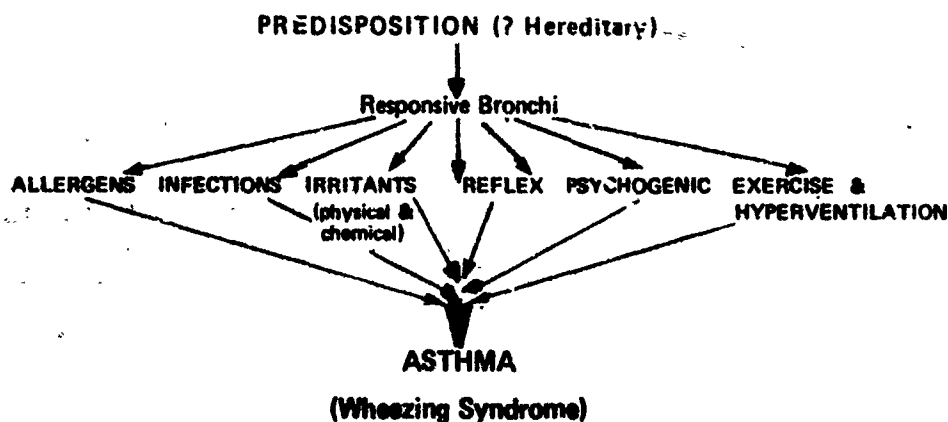 PREDISPOSITION (? Hereditary)
Responsive Bronchi
ALLERGENS INFECTIONS IRRITANTS REFLEX PSYCHOGENIC EXERCISE &
(physical & HYPERVENTILATION
chemical)
ASTHMA
(Wheezing Syndrome)